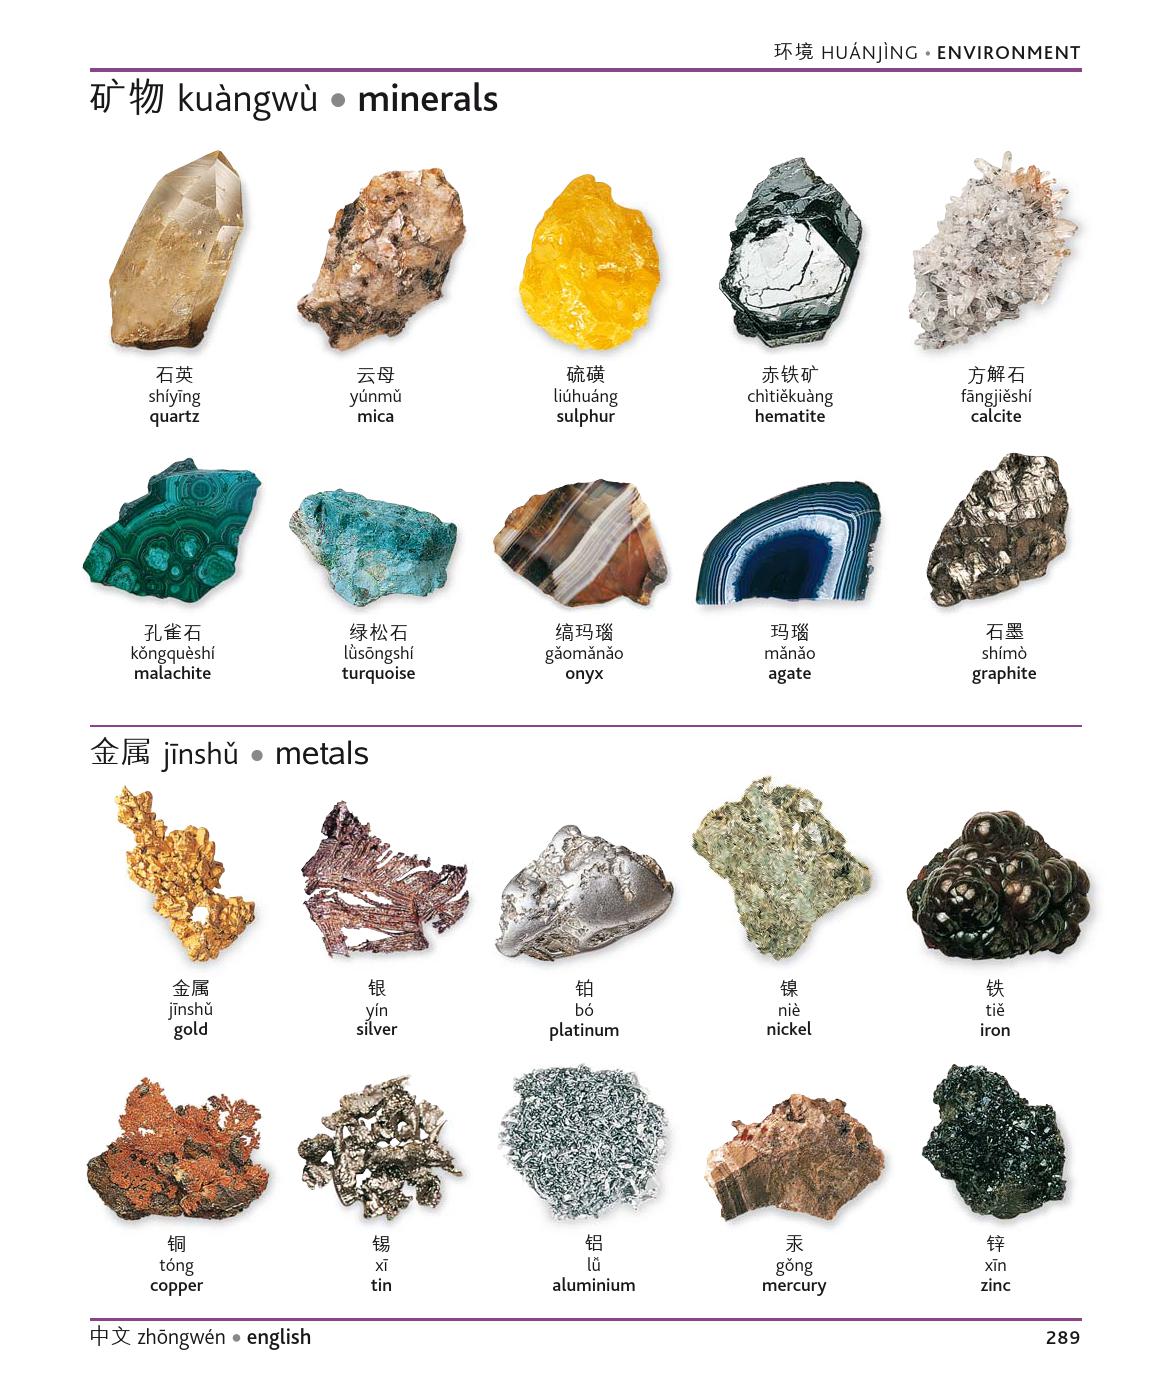 环境 HUÁNJÌNG • ENVIRONMENT
矿物 kuàngwù • minerals
石英
shíyīng
quartz
云母
yúnmǔ
mica
硫磺
liúhuáng
sulphur
赤铁矿
chìtiěkuàng
hematite
方解石
fāngjiěshí
calcite
孔雀石
kǒngquèshí
malachite
绿松石
lǜsōngshí
turquoise
缟玛瑙
gǎomǎnǎo
onyx
玛瑙
mǎnǎo
agate
石墨
shímò
graphite
金属 jīnshǔ • metals
金属
jīnshǔ
gold
银
yín
silver
铂
bó
platinum
镍
niè
nickel
铁
tiě
iron
铜
tóng
copper
锡
xī
tin
铝
lǚ
aluminium
汞
gǒng
mercury
锌
xīn
zinc
中文 zhōngwén • english
289